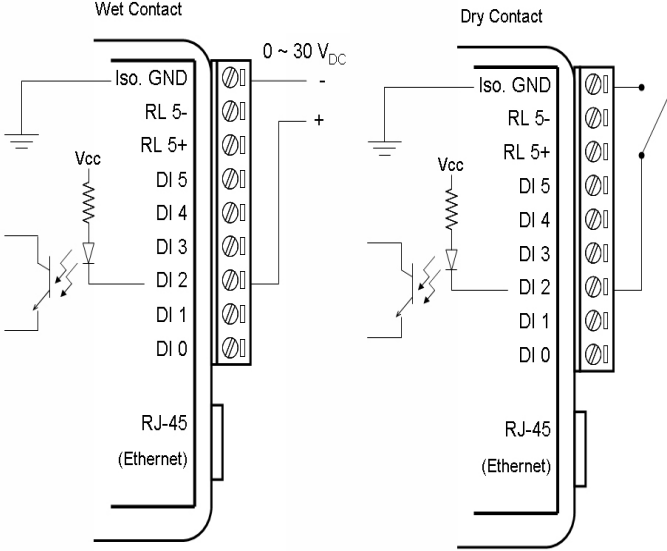 Wet Contact
0 ~ 30 VDC
Iso. GND
-
RL 5-
+
RL 5+
Vcc
DI 5
DI 4
DI 3
DI 2
DI 1
DI 0
RJ-45
(Ethernet)
Dry Contact
Iso. GND
RL 5-
RL 5+
Vcc
DI 5
DI 4
DI 3
DI 2
DI 1
DI 0
RJ-45
(Ethernet)